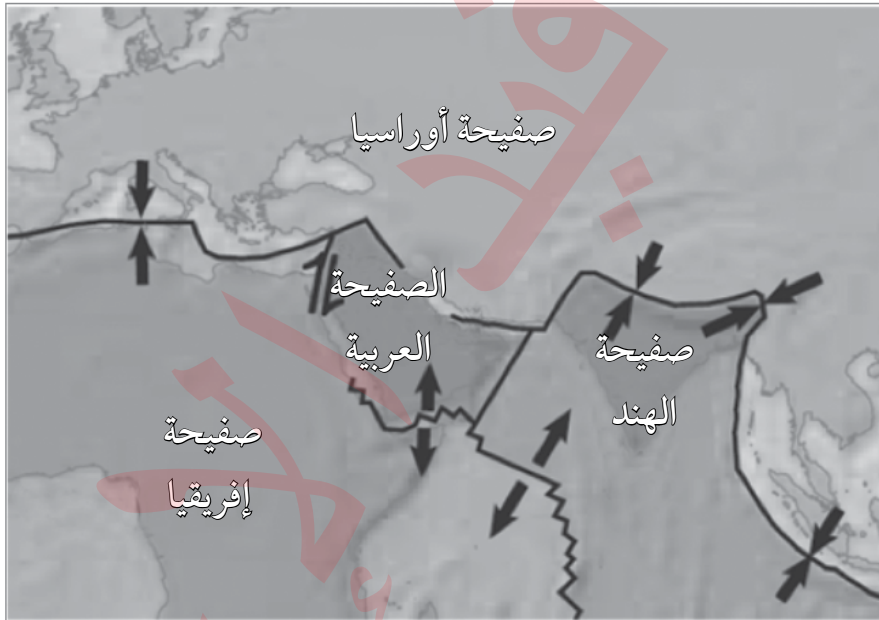 صفيحة أوراسيا
الصفيحة
العربية
صفيحة
الهند
صفيحة
إفريقيا